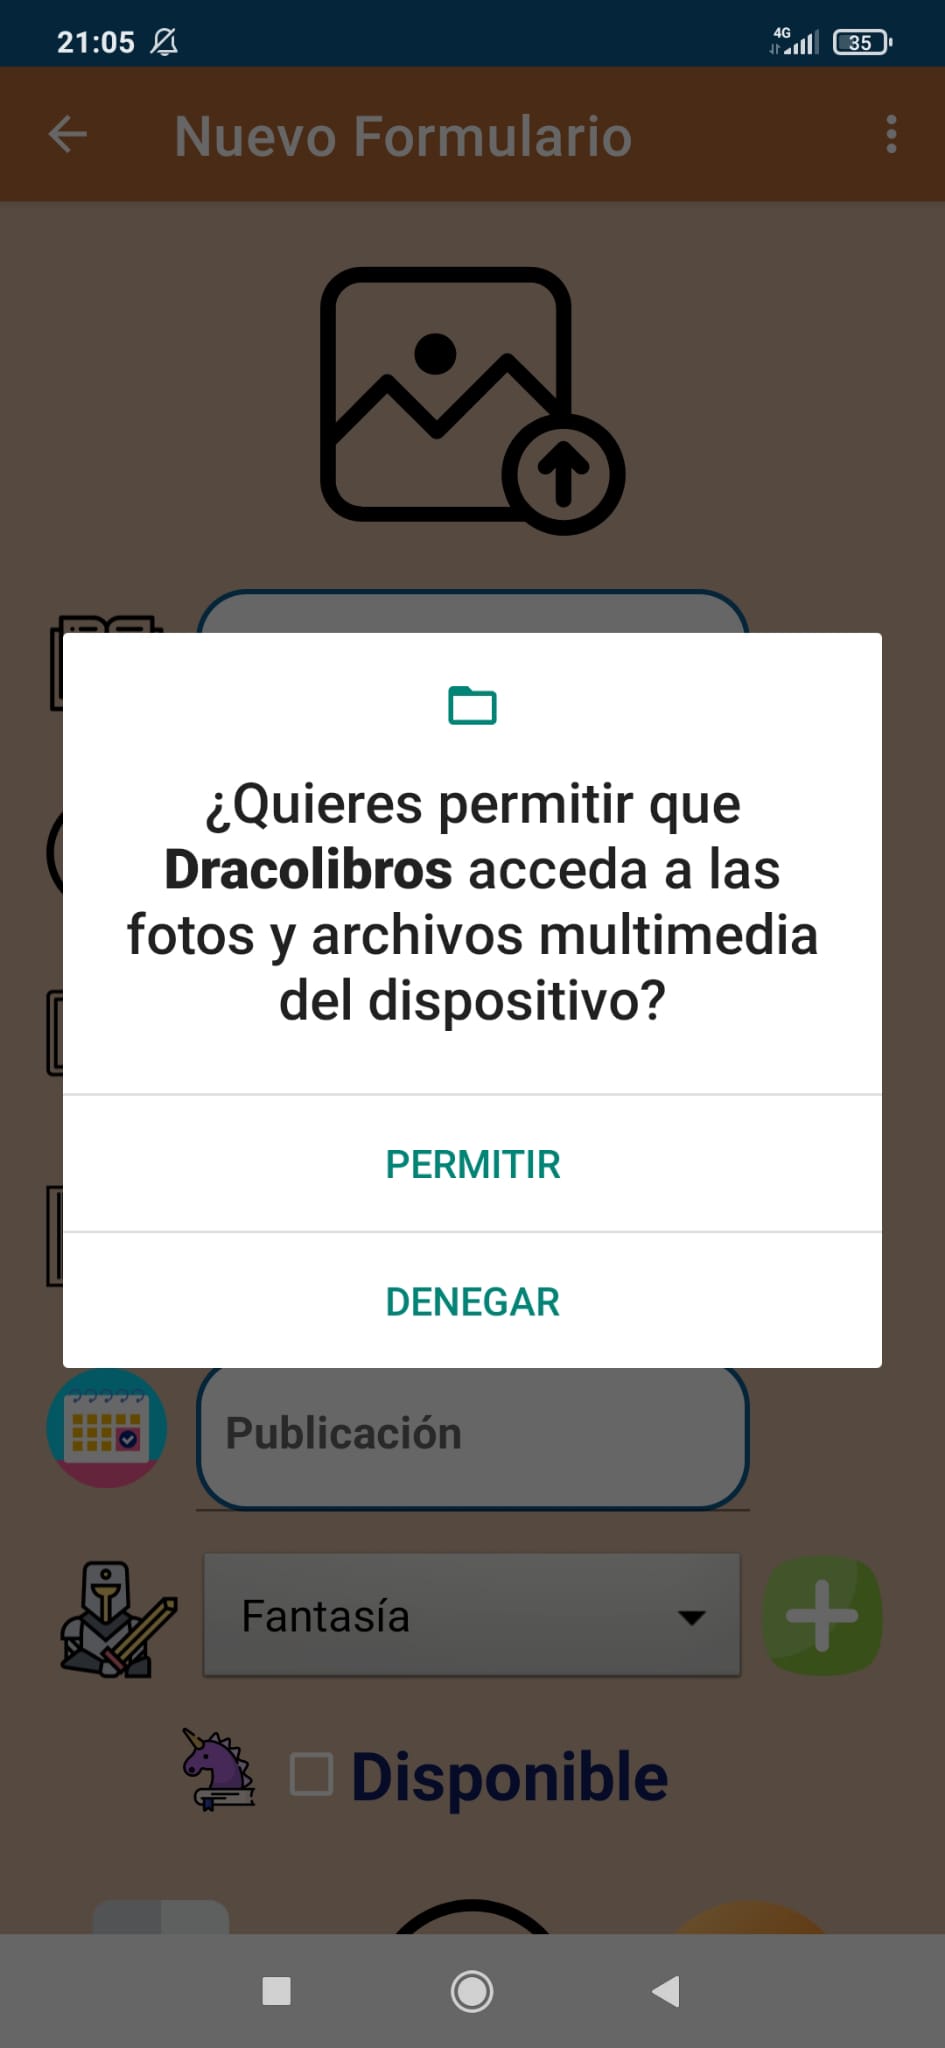 21:05
4G
35
Nuevo Formulario
¿Quieres permitir que
Dracolibros acceda a las
fotos y archivos multimedia
del dispositivo?
PERMITIR
DENEGAR
Publicación
Fantasía
Disponible